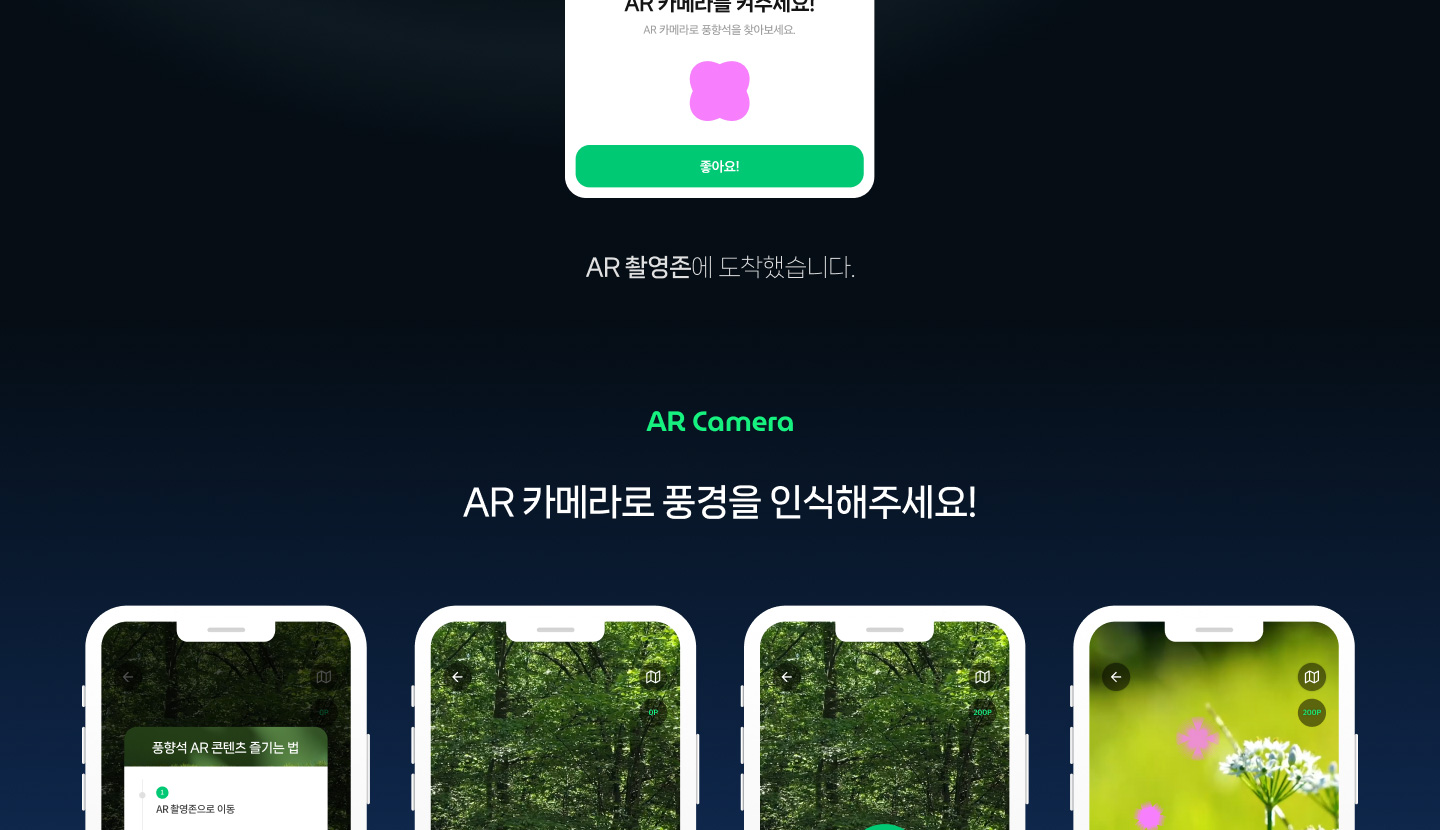 AR 카메라를 켜주세요!
AR 카메라로 풍향석을 찾아보세요.
좋아요!
AR 촬영존에 도착했습니다.
AR Camera
AR 카메라로 풍경을 인식해주세요!
0P
0P
200P
200P
풍향석 AR 콘텐츠 즐기는 법
1
AR 촬영존으로 이동